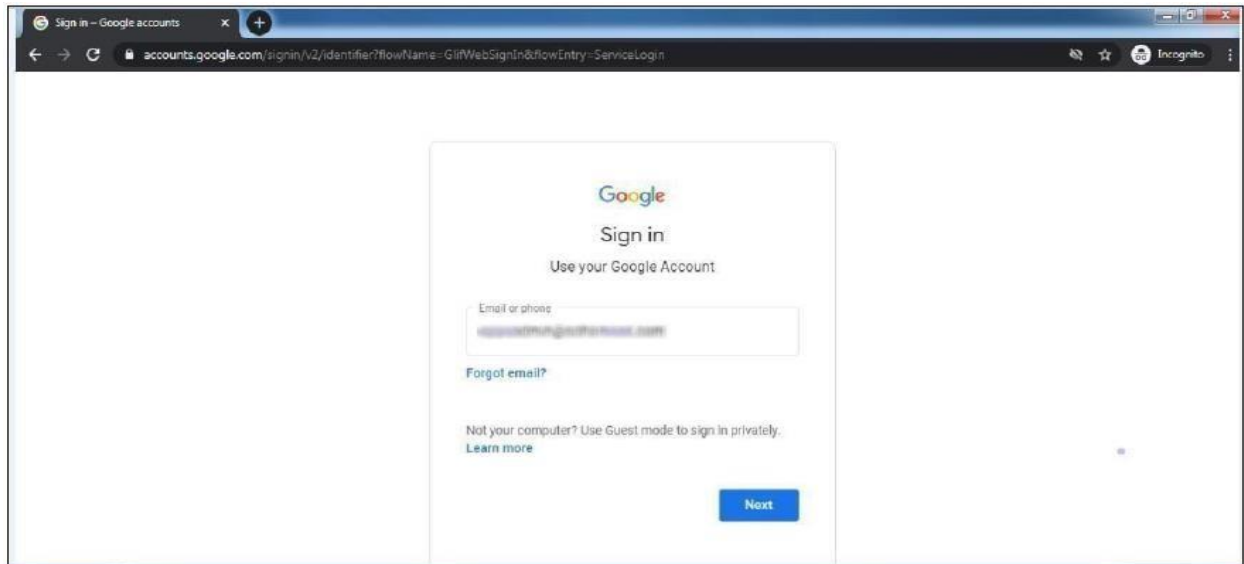 Sign in – Google accounts
accounts.google.com/signin/v2/identifier?flowName=GlifWebSignIn&flowEntry=ServiceLogin
Incognito
Google
Sign in
Use your Google Account
Email or phone
Forgot email?
Not your computer? Use Guest mode to sign in privately.
Learn more
Next